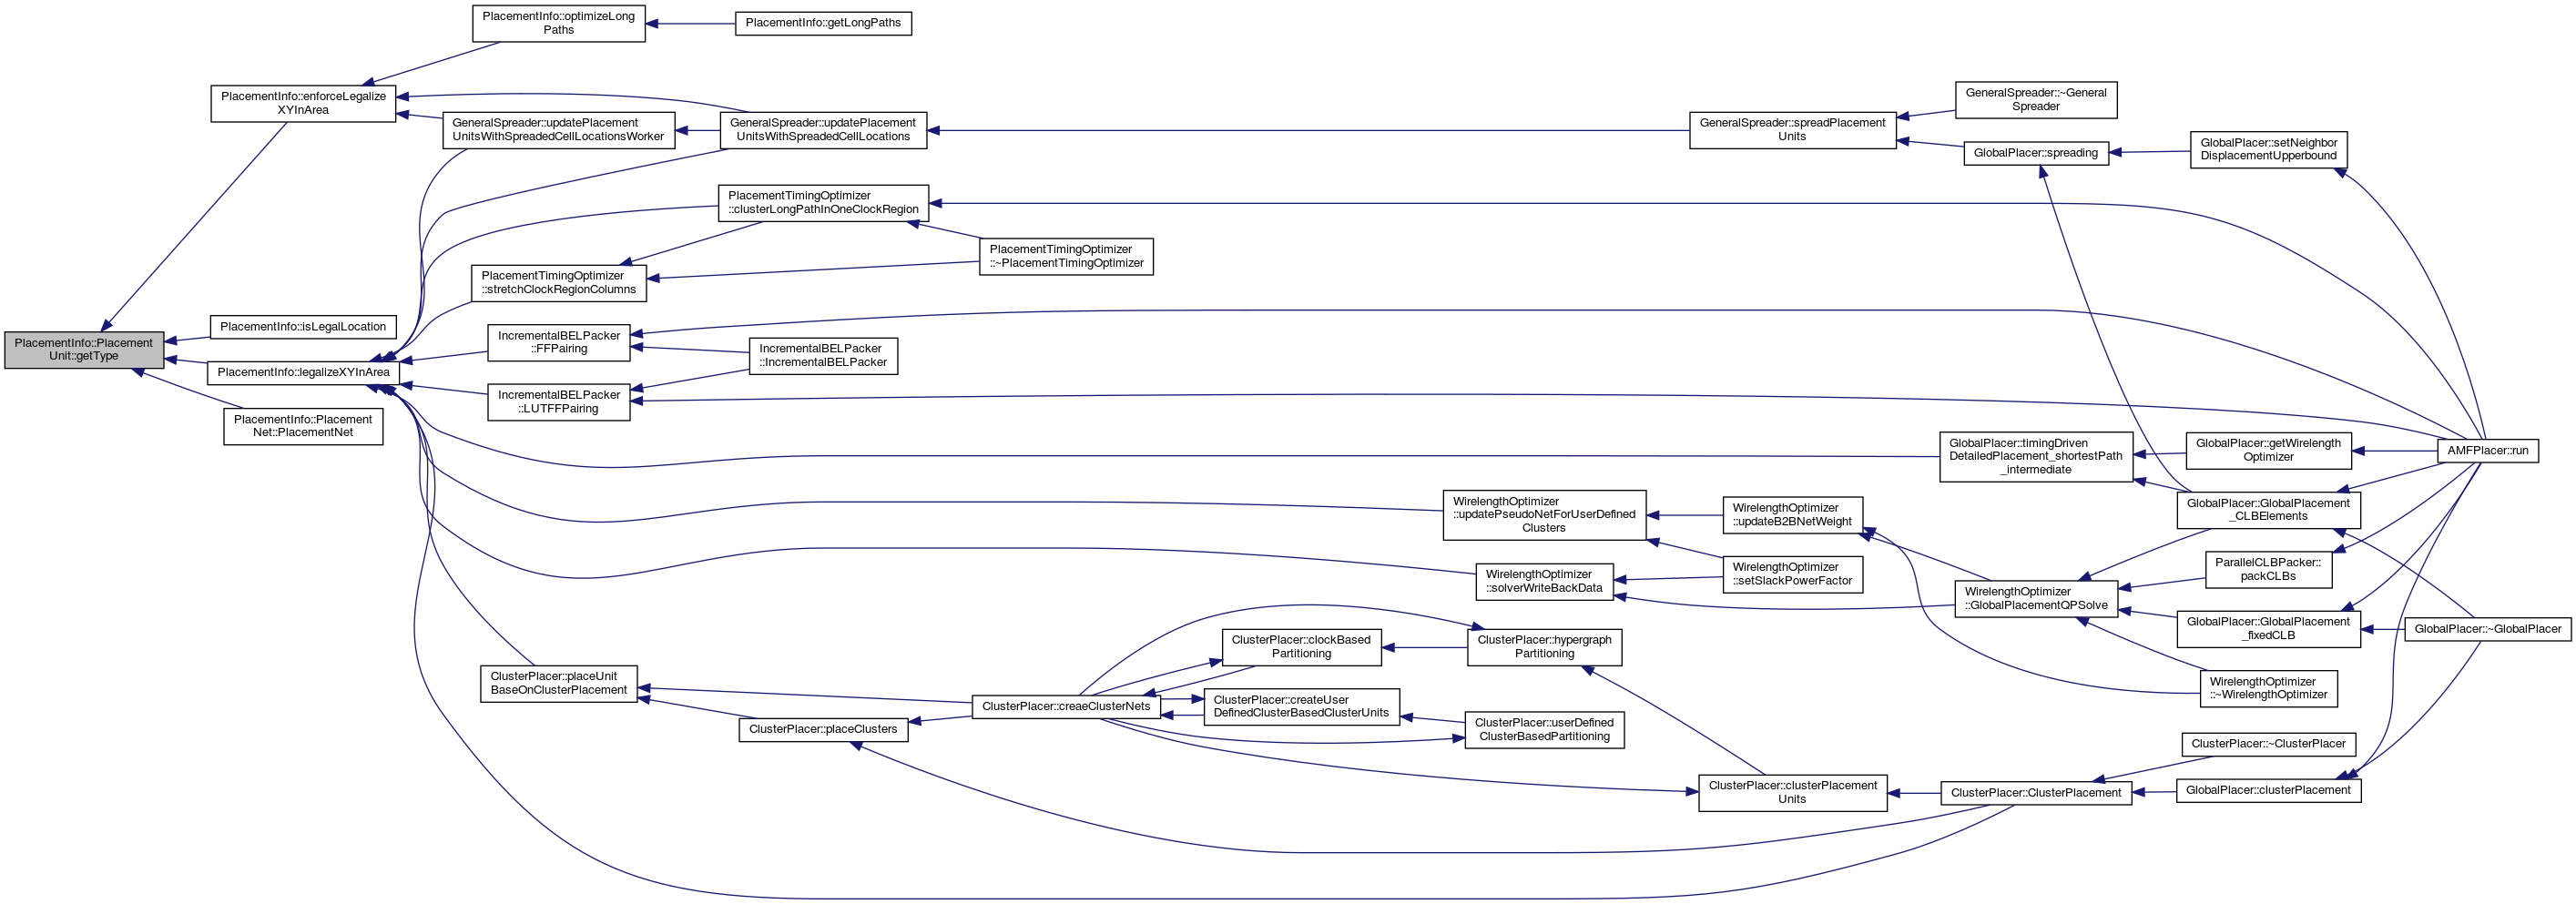 PlacementInfo::Placement
Unit::getType
PlacementInfo::enforceLegalize
XYInArea
PlacementInfo::isLegalLocation
PlacementInfo::legalizeXYInArea
PlacementInfo::Placement
Net::PlacementNet
PlacementInfo::optimizeLong
Paths
PlacementInfo::getLongPaths
GeneralSpreader::updatePlacement
UnitsWithSpreadedCellLocationsWorker
GeneralSpreader::updatePlacement
UnitsWithSpreadedCellLocations
GeneralSpreader::spreadPlacement
Units
GeneralSpreader::~General
Spreader
GlobalPlacer::spreading
GlobalPlacer::setNeighbor
DisplacementUpperbound
PlacementTimingOptimizer
::clusterLongPathInOneClockRegion
PlacementTimingOptimizer
::~PlacementTimingOptimizer
PlacementTimingOptimizer
::stretchClockRegionColumns
IncrementalBELPacker
::FFPairing
IncrementalBELPacker
::IncrementalBELPacker
IncrementalBELPacker
::LUTFFPairing
GlobalPlacer::timingDriven
DetailedPlacement_shortestPath
_intermediate
GlobalPlacer::getWirelength
Optimizer
AMFPlacer::run
GlobalPlacer::GlobalPlacement
_CLBElements
WirelengthOptimizer
::updatePseudoNetForUserDefined
Clusters
WirelengthOptimizer
::updateB2BNetWeight
WirelengthOptimizer
::setSlackPowerFactor
WirelengthOptimizer
::solverWriteBackData
WirelengthOptimizer
::GlobalPlacementQPSolve
ParallelCLBPacker::
packCLBs
GlobalPlacer::GlobalPlacement
_fixedCLB
GlobalPlacer::~GlobalPlacer
WirelengthOptimizer
::~WirelengthOptimizer
ClusterPlacer::placeUnit
BaseOnClusterPlacement
ClusterPlacer::placeClusters
ClusterPlacer::creaeClusterNets
ClusterPlacer::clockBased
Partitioning
ClusterPlacer::hypergraph
Partitioning
ClusterPlacer::createUser
DefinedClusterBasedClusterUnits
ClusterPlacer::userDefined
ClusterBasedPartitioning
ClusterPlacer::clusterPlacement
Units
ClusterPlacer::ClusterPlacement
ClusterPlacer::~ClusterPlacer
GlobalPlacer::clusterPlacement